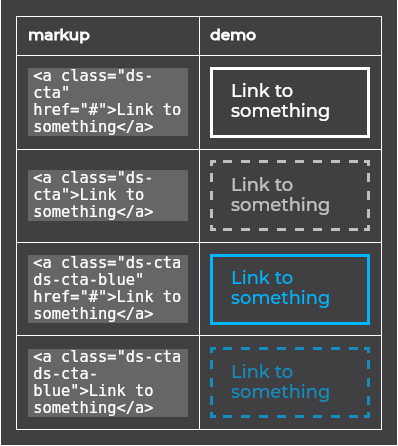 markup
demo
<a class="ds-
cta"
href="#">Link to
something</a>
Link to
something
<a class="ds-
cta">Link to
something</a>
Link to
something
<a class="ds-cta
ds-cta-blue"
href="#">Link to
something</a>
Link to
something
<a class="ds-cta
ds-cta-
blue">Link to
something</a>
Link to
something